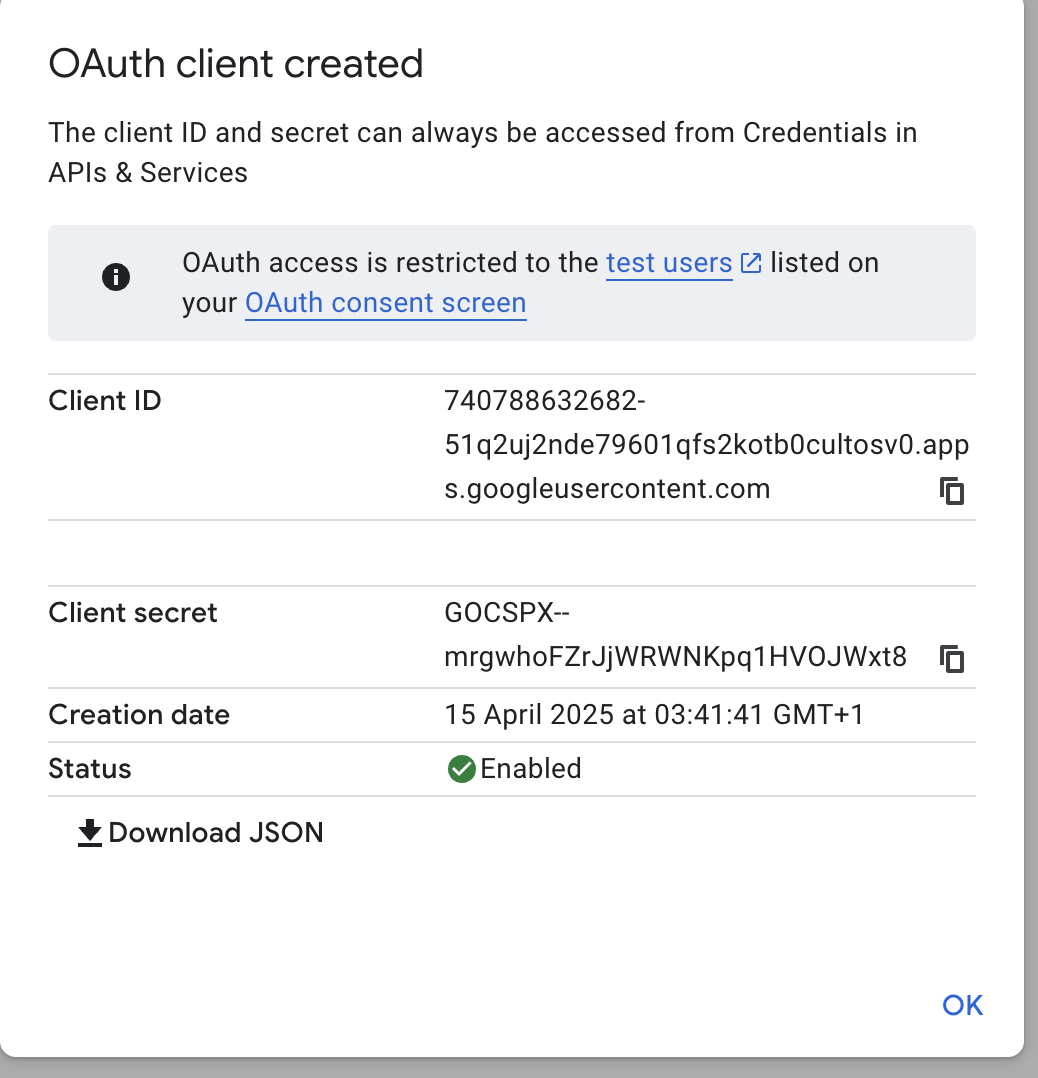 OAuth client created
The client ID and secret can always be accessed from Credentials in
APIs & Services
OAuth access is restricted to the test users listed on
your OAuth consent screen
Client ID
740788632682-
51q2uj2nde79601qfs2kotb0cultosv0.app
s.googleusercontent.com
Client secret
GOCSPX--
mrgwhoFZrJjWRWNKpq1HVOJWxt8
Creation date
15 April 2025 at 03:41:41 GMT+1
Status
Enabled
Download JSON
OK